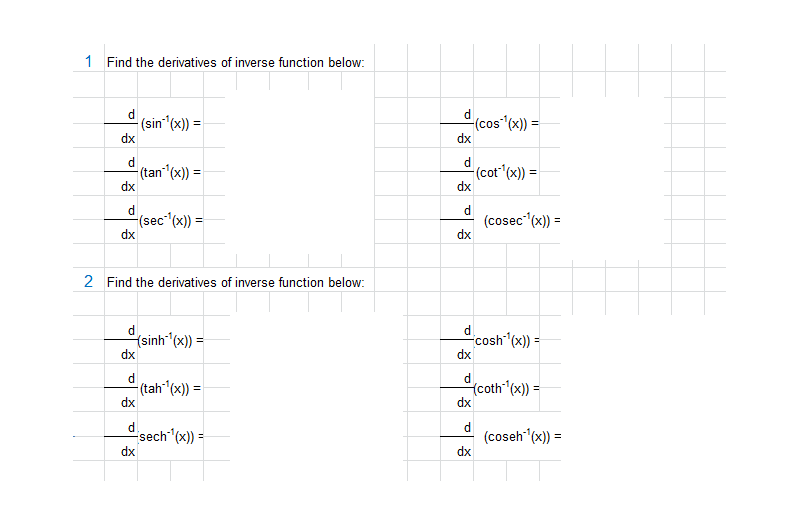 1 Find the derivatives of inverse function below:
d
dx
(sin⁻¹(x)) =
d
dx
(cos⁻¹(x)) =
d
dx
(tan⁻¹(x)) =
d
dx
(cot⁻¹(x)) =
d
dx
(sec⁻¹(x)) =
d
dx
(cosec⁻¹(x)) =
2 Find the derivatives of inverse function below:
d
dx
(sinh⁻¹(x)) =
d
dx
cosh⁻¹(x)) =
d
dx
(tah⁻¹(x)) =
d
dx
(coth⁻¹(x)) =
d
dx
sech⁻¹(x)) =
d
dx
(coseh⁻¹(x)) =